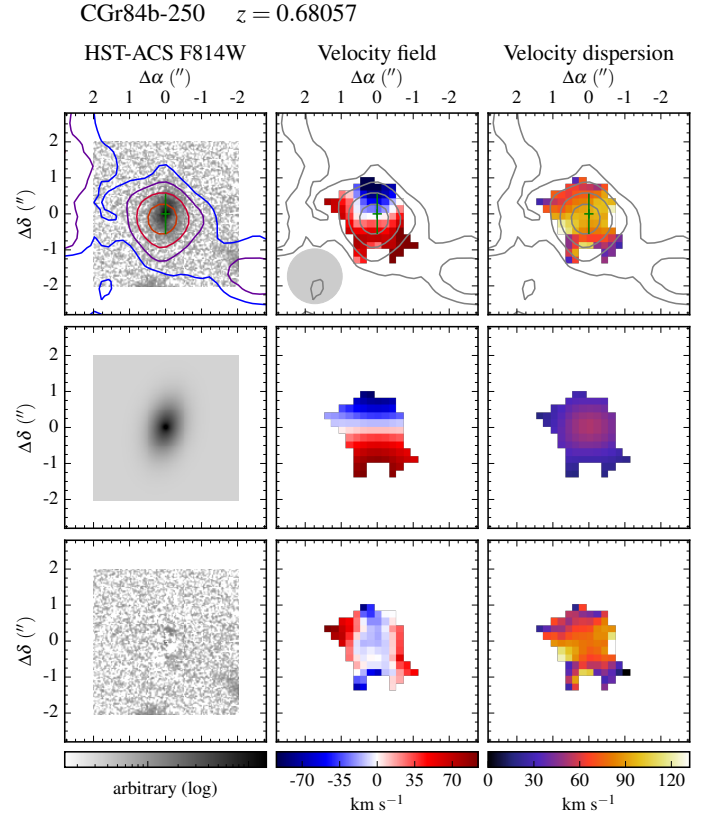 CGr84b-250 z = 0.68057
HST-ACS F814W Velocity field Velocity dispersion
Δα (″) Δα (″) Δα (″)
2 1 0 -1 -2 2 1 0 -1 -2 2 1 0 -1 -2
2
1
Δδ (″)
0
-1
-2
2
1
Δδ (″)
0
-1
-2
2
1
Δδ (″)
0
-1
-2
-70 -35 0 35 70 0 30 60 90 120
arbitrary (log) km s⁻¹ km s⁻¹